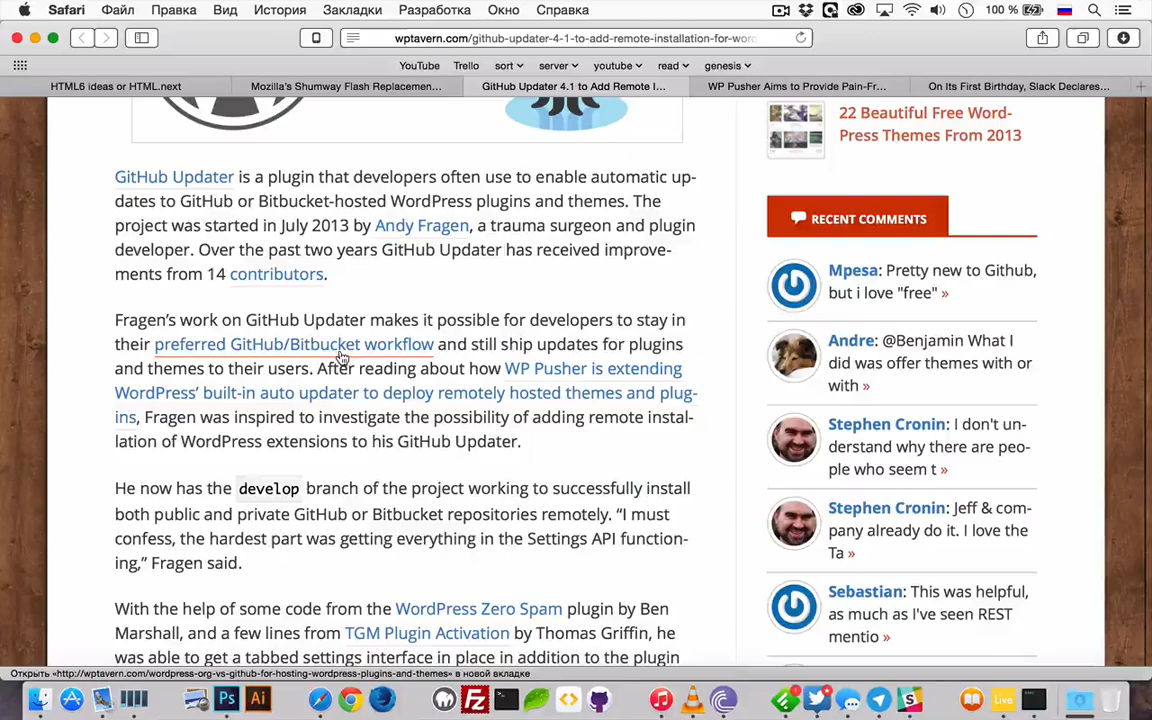 Safari Файл Правка Вид История Закладки Разработка Окно Справка 100 %
wptavern.com/github-updater-4-1-to-add-remote-installation-for-wor
YouTube Trello sort server youtube read genesis
HTML6 ideas or HTML.next Mozilla's Shumway Flash Replacemen... GitHub Updater 4.1 to Add Remote I... WP Pusher Aims to Provide Pain-Fr... On Its First Birthday, Slack Declares...
GitHub Updater is a plugin that developers often use to enable automatic up-
dates to GitHub or Bitbucket-hosted WordPress plugins and themes. The
project was started in July 2013 by Andy Fragen, a trauma surgeon and plugin
developer. Over the past two years GitHub Updater has received improve-
ments from 14 contributors.
Fragen's work on GitHub Updater makes it possible for developers to stay in
their preferred GitHub/Bitbucket workflow and still ship updates for plugins
and themes to their users. After reading about how WP Pusher is extending
WordPress' built-in auto updater to deploy remotely hosted themes and plug-
ins, Fragen was inspired to investigate the possibility of adding remote instal-
lation of WordPress extensions to his GitHub Updater.
He now has the develop branch of the project working to successfully install
both public and private GitHub or Bitbucket repositories remotely. “I must
confess, the hardest part was getting everything in the Settings API function-
ing,” Fragen said.
With the help of some code from the WordPress Zero Spam plugin by Ben
Marshall, and a few lines from TGM Plugin Activation by Thomas Griffin, he
was able to get a tabbed settings interface in place in addition to the plugin
22 Beautiful Free Word-
Press Themes From 2013
RECENT COMMENTS
Mpesa: Pretty new to Github,
but i love "free" »
Andre: @Benjamin What I
did was offer themes with or
with »
Stephen Cronin: I don't un-
derstand why there are peo-
ple who seem t »
Stephen Cronin: Jeff & com-
pany already do it. I love the
Ta »
Sebastian: This was helpful,
as much as I've seen REST
mentio »
Открыть «http://wptavern.com/wordpress-org-vs-github-for-hosting-wordpress-plugins-and-themes» в новой вкладке
Ps Ai Fz Live